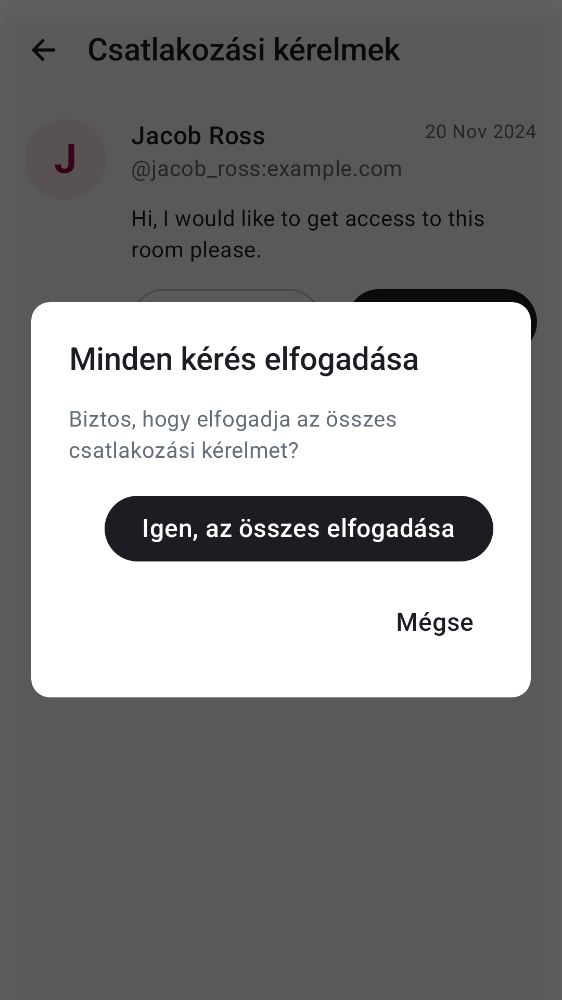 Csatlakozási kérelmek
J
Jacob Ross
20 Nov 2024
@jacob_ross:example.com
Hi, I would like to get access to this
room please.
Minden kérés elfogadása
Biztos, hogy elfogadja az összes
csatlakozási kérelmet?
Igen, az összes elfogadása
Mégse